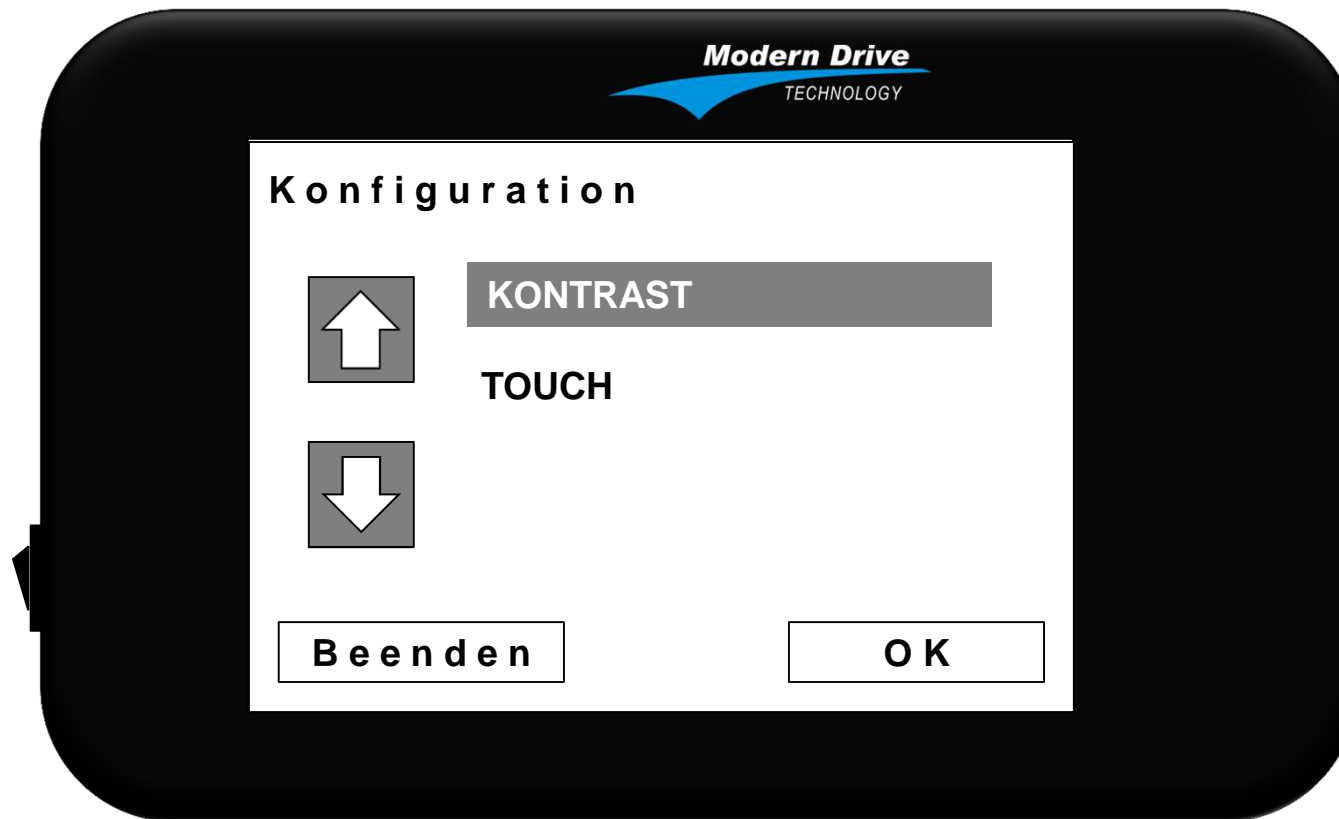 Modern Drive
TECHNOLOGY
Konfiguration
KONTRAST
TOUCH
Beenden
OK